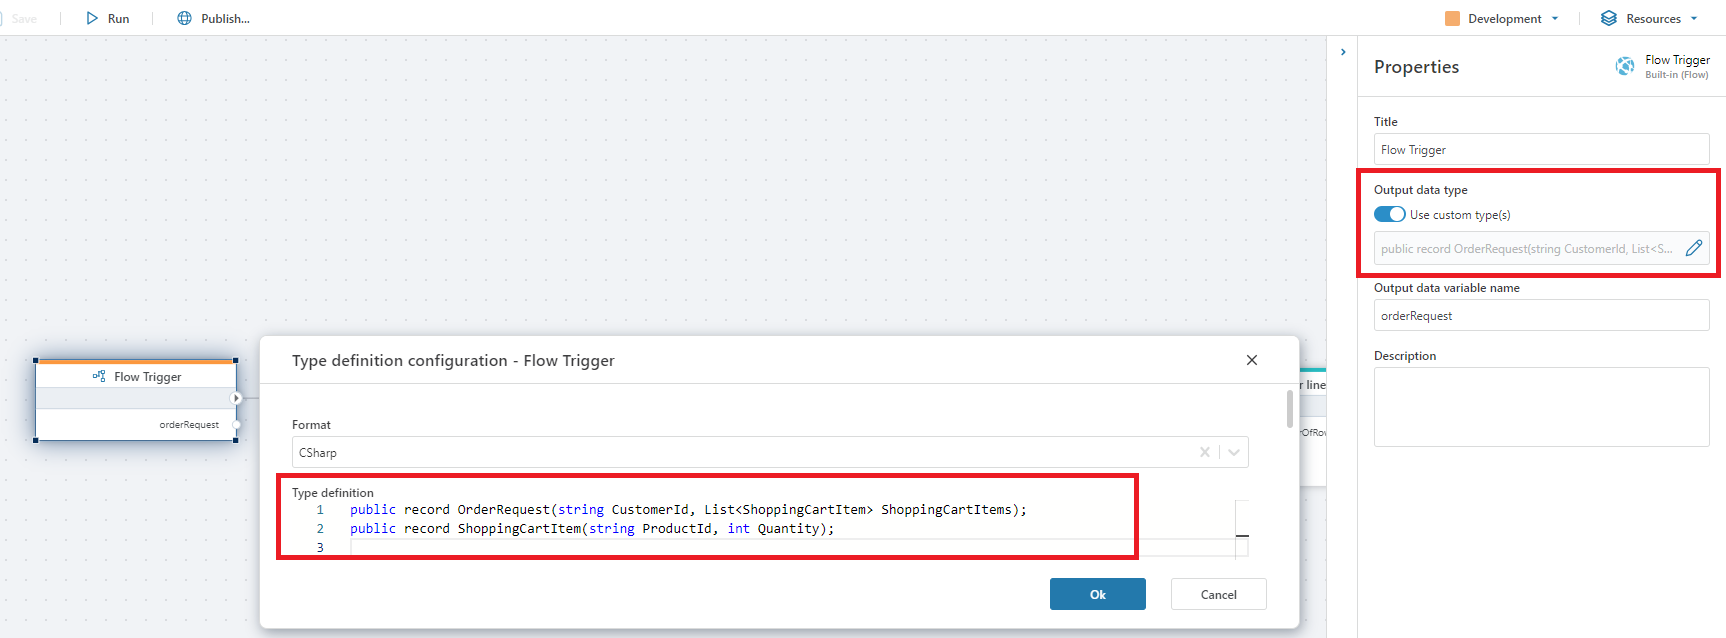 Save
Run
Publish...
Development
Resources
Properties
Flow Trigger
Built-in (Flow)
Title
Flow Trigger
Output data type
Use custom type(s)
public record OrderRequest(string CustomerId, List<S...
Output data variable name
orderRequest
Description
Flow Trigger
orderRequest
Type definition configuration - Flow Trigger
Format
CSharp
Type definition
1 public record OrderRequest(string CustomerId, List<ShoppingCartItem> ShoppingCartItems);
2 public record ShoppingCartItem(string ProductId, int Quantity);
3
Ok
Cancel
r line
rOfRow